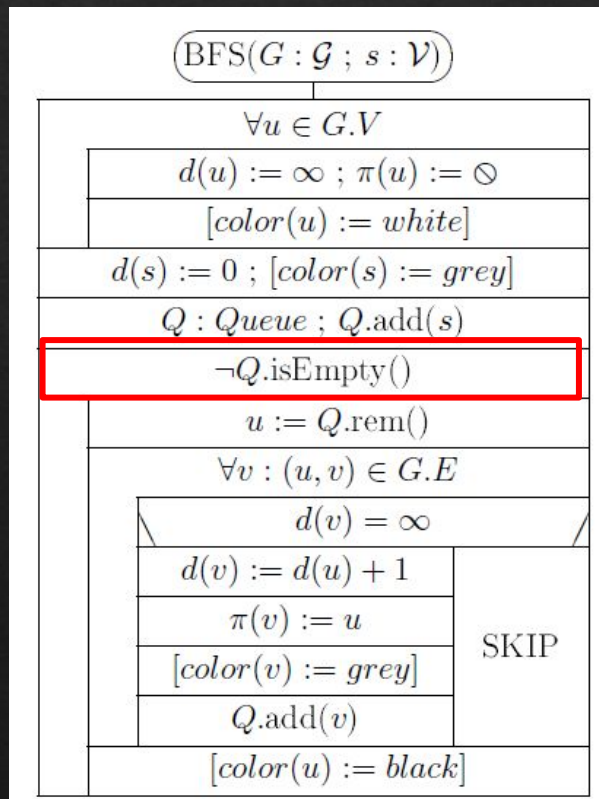 BFS(G : 𝒢 ; s : 𝒱)
∀u ∈ G.V
d(u) := ∞ ; π(u) := ⦸
[color(u) := white]
d(s) := 0 ; [color(s) := grey]
Q : Queue ; Q.add(s)
¬Q.isEmpty()
u := Q.rem()
∀v : (u, v) ∈ G.E
d(v) = ∞
d(v) := d(u) + 1
π(v) := u
SKIP
[color(v) := grey]
Q.add(v)
[color(u) := black]